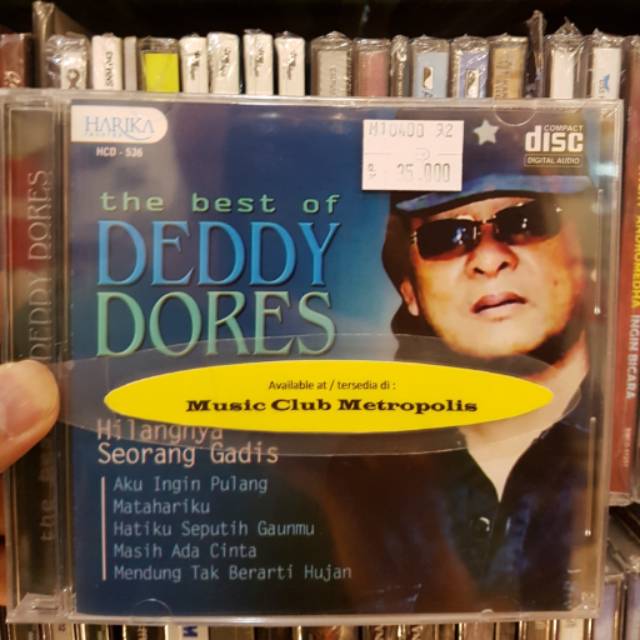 HARIKA
HCD - 536
M10400 92
35.000
COMPACT
disc
DIGITAL AUDIO
the best of
DEDDY
DORES
Available at / tersedia di :
Music Club Metropolis
Hilangnya
Seorang Gadis
Aku Ingin Pulang
Matahariku
Hatiku Seputih Gaunmu
Masih Ada Cinta
Mendung Tak Berarti Hujan
DEDDY DORES